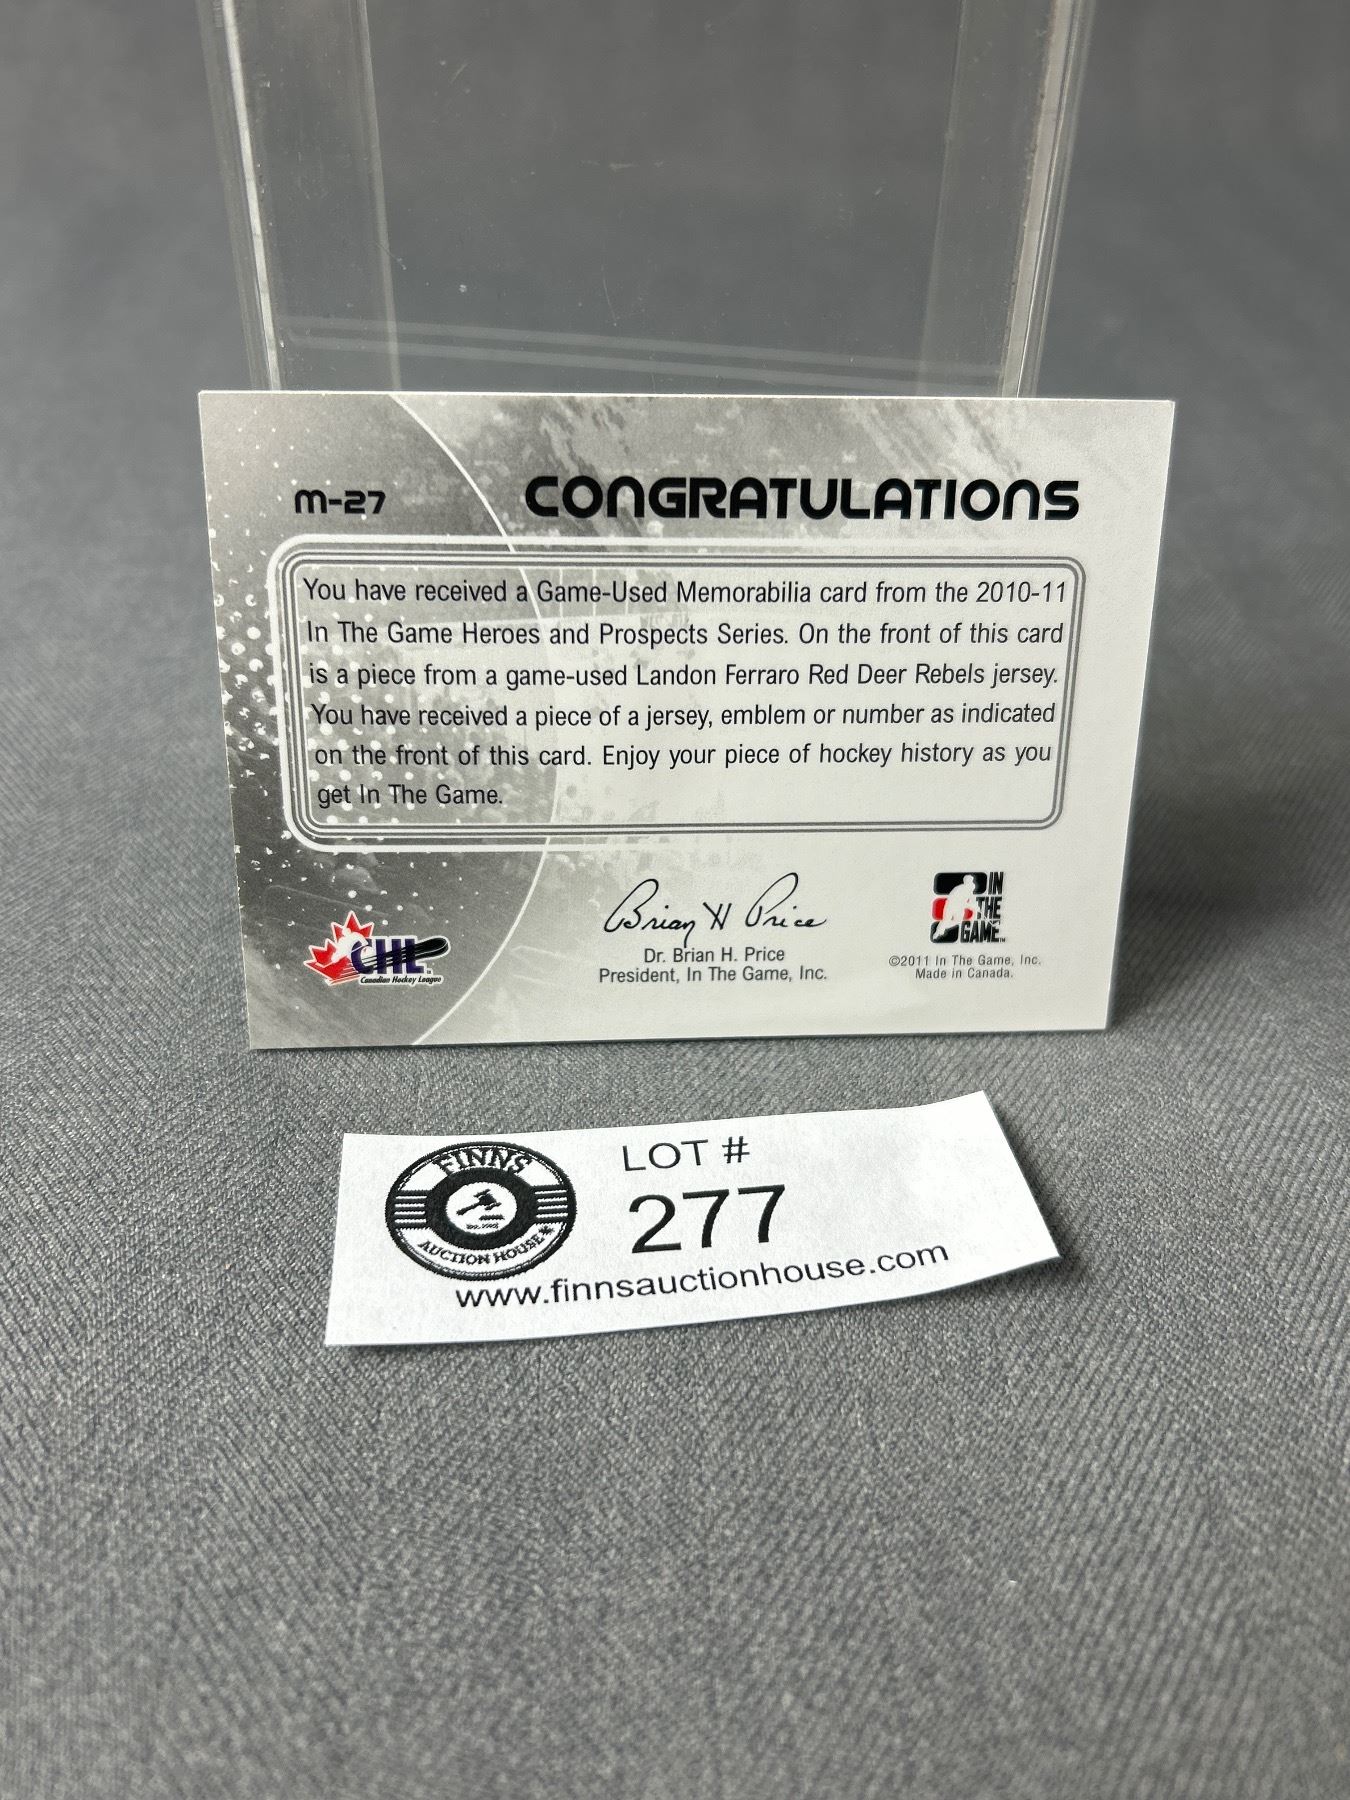 M-27
CONGRATULATIONS
You have received a Game-Used Memorabilia card from the 2010-11
In The Game Heroes and Prospects Series. On the front of this card
is a piece from a game-used Landon Ferraro Red Deer Rebels jersey.
You have received a piece of a jersey, emblem or number as indicated
on the front of this card. Enjoy your piece of hockey history as you
get In The Game.
CHL
Canadian Hockey League
Brian H Price
Dr. Brian H. Price
President, In The Game, Inc.
IN
THE
GAME
©2011 In The Game, Inc.
Made in Canada.
FINNS
AUCTION HOUSE
LOT #
277
www.finnsauctionhouse.com